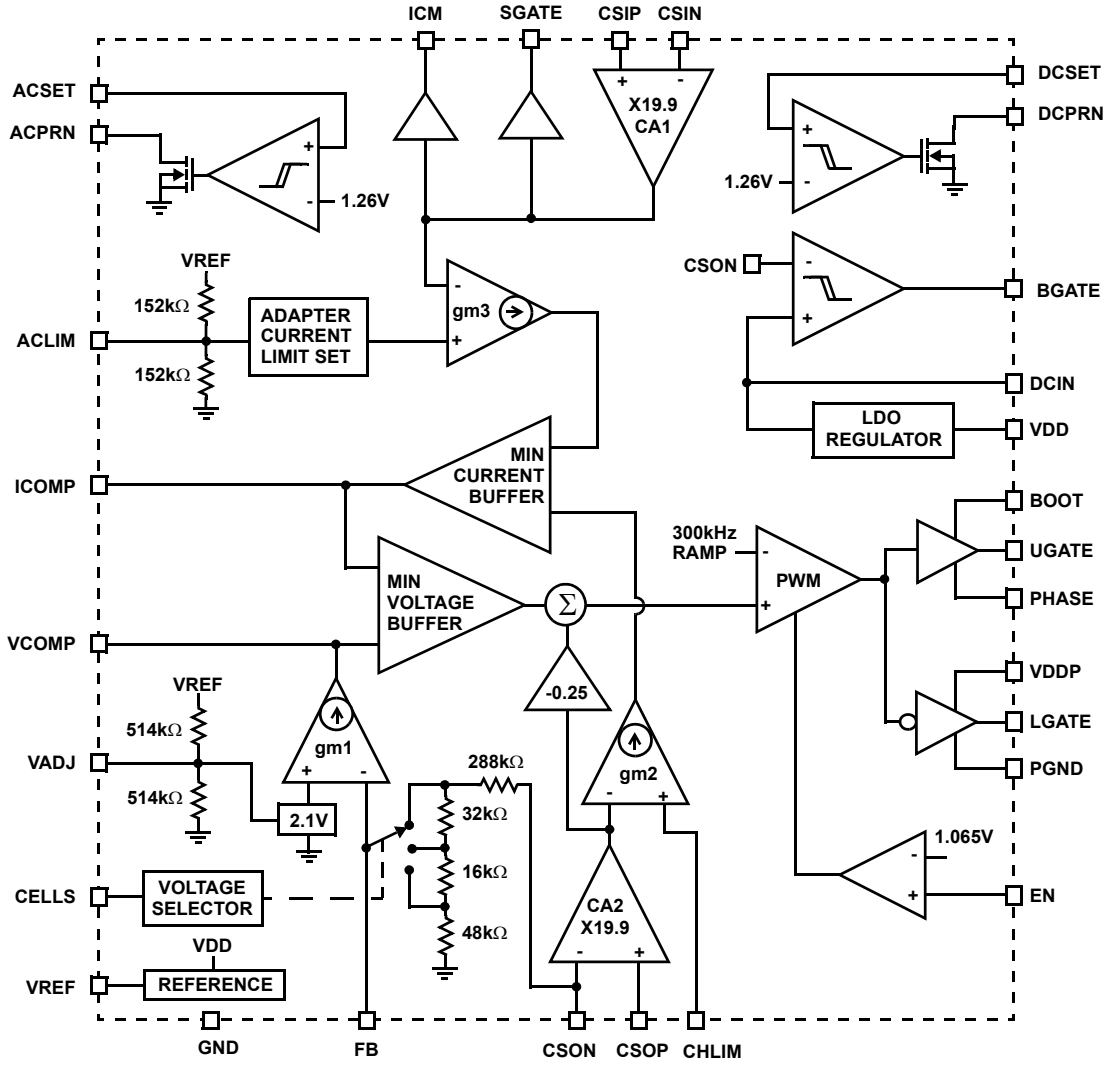 ICM
SGATE
CSIP
CSIN
ACSET
ACPRN
+
-
1.26V
+
-
X19.9
CA1
DCSET
DCPRN
+
1.26V
-
VREF
152kΩ
ACLIM
152kΩ
ADAPTER
CURRENT
LIMIT SET
-
gm3
+
CSON
-
+
BGATE
DCIN
LDO
REGULATOR
VDD
ICOMP
MIN
CURRENT
BUFFER
MIN
VOLTAGE
BUFFER
Σ
300kHz
RAMP
-
PWM
+
BOOT
UGATE
PHASE
VCOMP
VREF
514kΩ
VADJ
514kΩ
gm1
+
-
2.1V
-0.25
gm2
-
+
VDDP
LGATE
PGND
288kΩ
32kΩ
16kΩ
48kΩ
1.065V
-
+
EN
CELLS
VOLTAGE
SELECTOR
CA2
X19.9
-
+
VDD
VREF
REFERENCE
GND
FB
CSON
CSOP
CHLIM